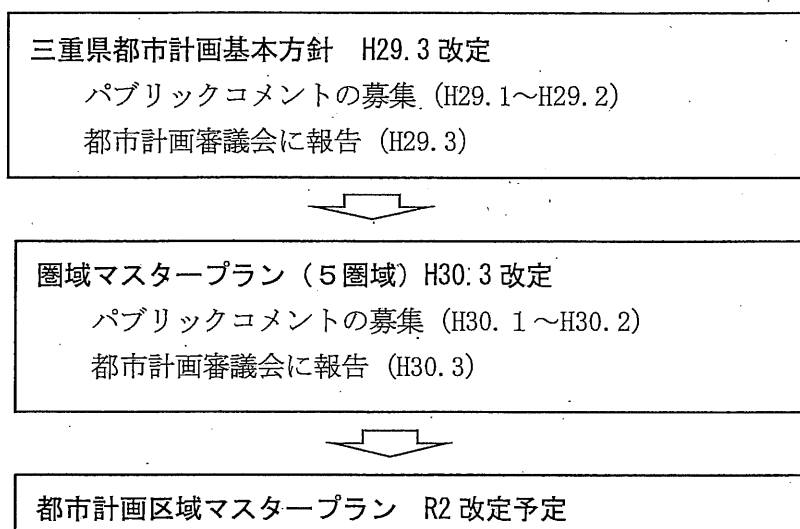 三重県都市計画基本方針　H29.3 改定
パブリックコメントの募集（H29.1～H29.2）
都市計画審議会に報告（H29.3）
圏域マスタープラン（５圏域）H30.3 改定
パブリックコメントの募集（H30.１～H30.2）
都市計画審議会に報告（H30.3）
都市計画区域マスタープラン　R2 改定予定